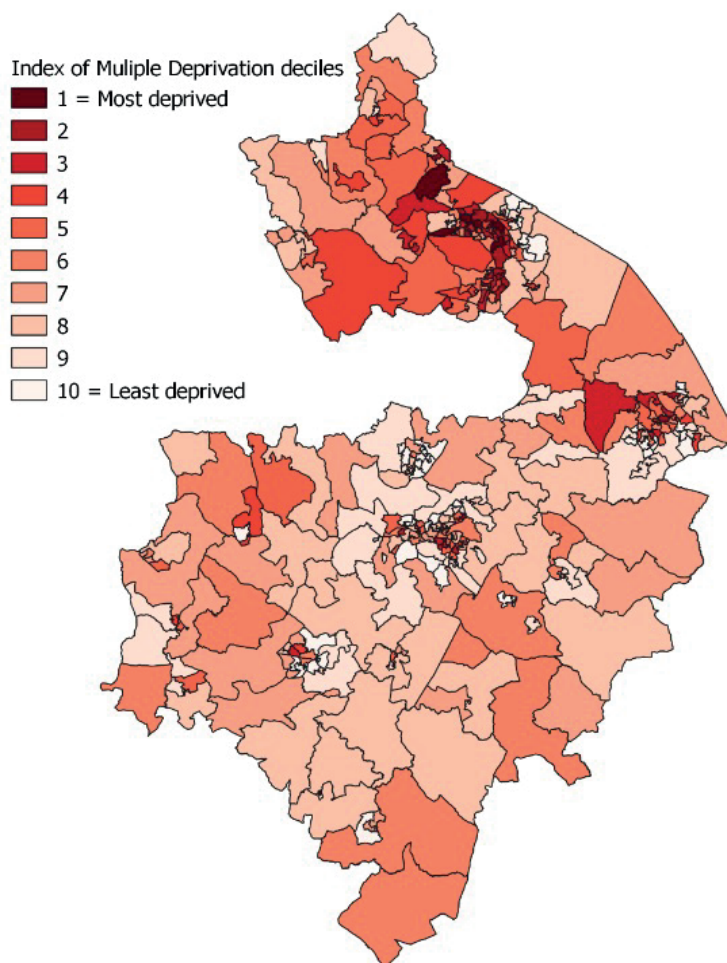 Index of Muliple Deprivation deciles
1 = Most deprived
2
3
4
5
6
7
8
9
10 = Least deprived